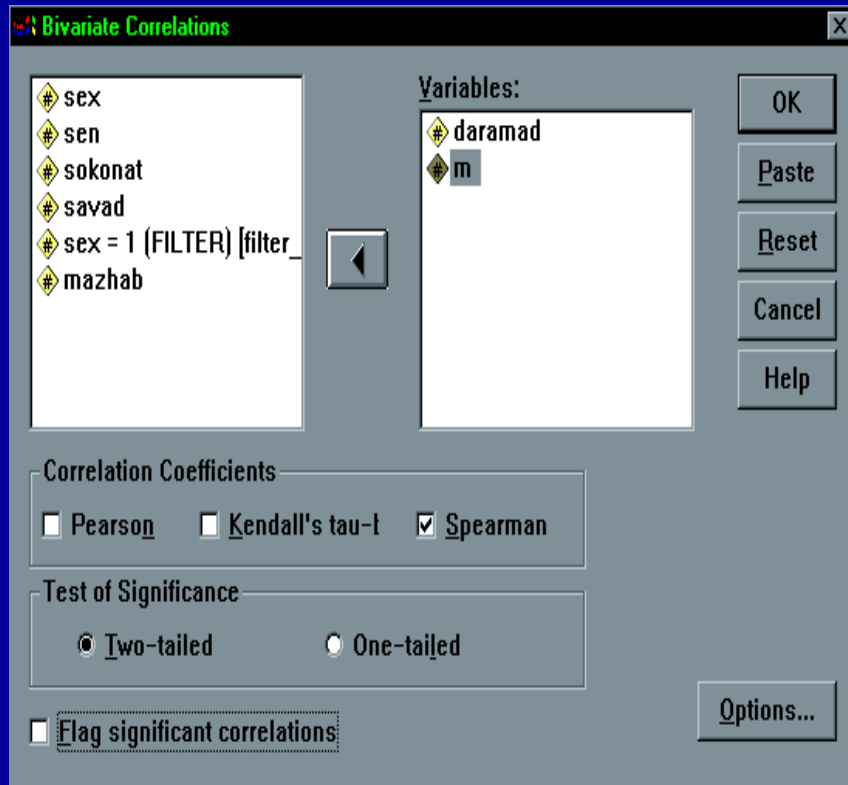 Bivariate Correlations
sex
sen
sokonat
savad
sex = 1 (FILTER) [filter_
mazhab
Variables:
daramad
m
OK
Paste
Reset
Cancel
Help
Correlation Coefficients
Pearson Kendall's tau-b Spearman
Test of Significance
Two-tailed One-tailed
Flag significant correlations
Options...